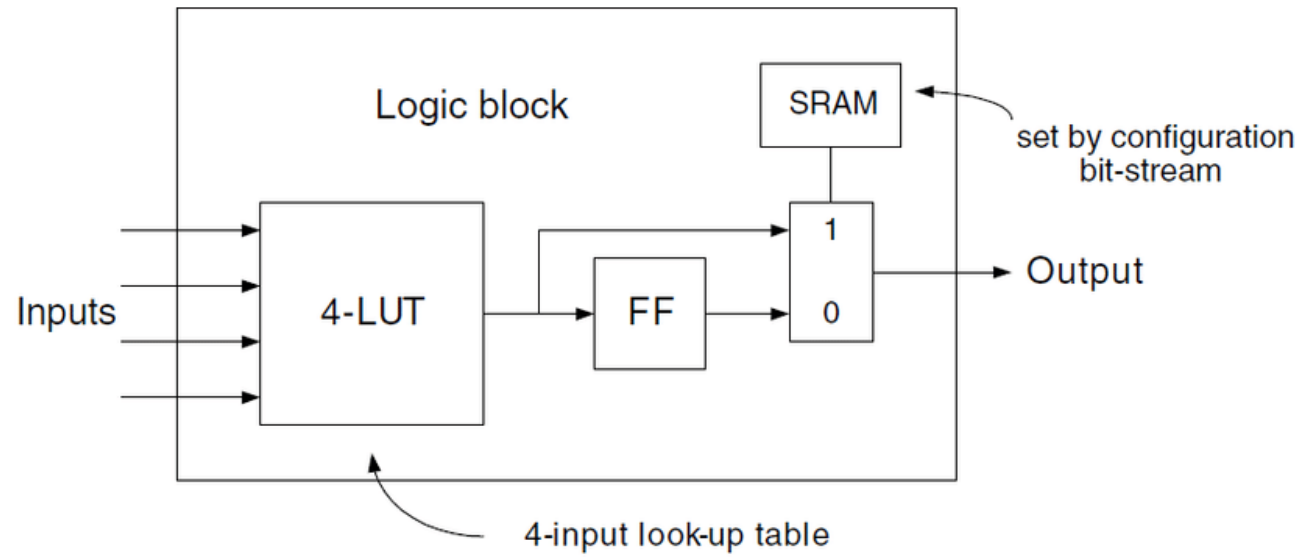 Logic block
SRAM
set by configuration
bit-stream
Inputs
4-LUT
FF
1
0
Output
4-input look-up table